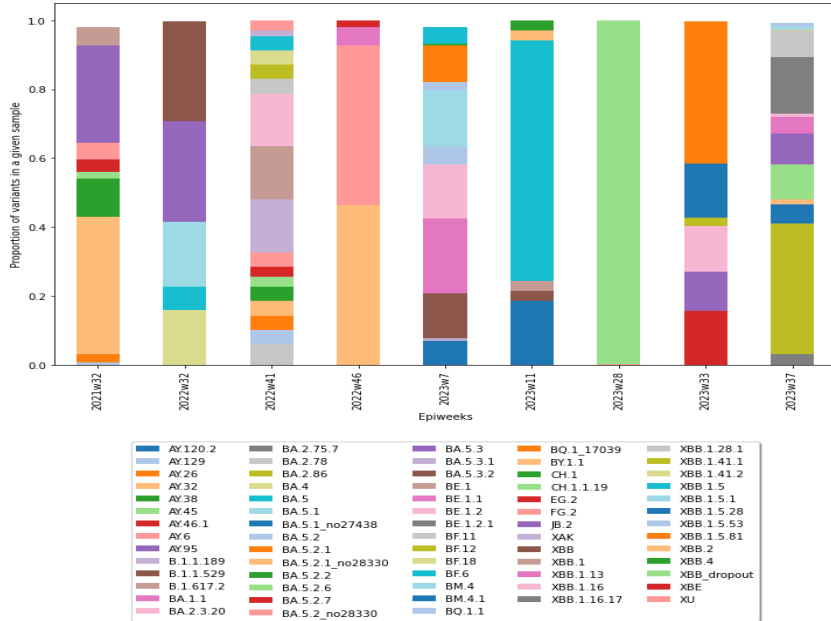 1.0
0.8
0.6
0.4
0.2
0.0
Proportion of variants in a given sample
2021w32
2022w32
2022w41
2022w46
2023w7
2023w11
2023w28
2023w33
2023w37
Epiweeks
AY.120.2
AY.129
AY.26
AY.32
AY.38
AY.45
AY.46.1
AY.6
AY.95
B.1.1.189
B.1.1.529
B.1.617.2
BA.1.1
BA.2.3.20
BA.2.75.7
BA.2.78
BA.2.86
BA.4
BA.5
BA.5.1
BA.5.1_no27438
BA.5.2
BA.5.2.1
BA.5.2.1_no28330
BA.5.2.2
BA.5.2.6
BA.5.2.7
BA.5.2_no28330
BA.5.3
BA.5.3.1
BA.5.3.2
BE.1
BE.1.1
BE.1.2
BE.1.2.1
BF.11
BF.12
BF.18
BF.6
BM.4
BM.4.1
BQ.1.1
BQ.1_17039
BY.1.1
CH.1
CH.1.1.19
EG.2
FG.2
JB.2
XAK
XBB
XBB.1
XBB.1.13
XBB.1.16
XBB.1.16.17
XBB.1.28.1
XBB.1.41.1
XBB.1.41.2
XBB.1.5
XBB.1.5.1
XBB.1.5.28
XBB.1.5.53
XBB.1.5.81
XBB.2
XBB.4
XBB_dropout
XBE
XU